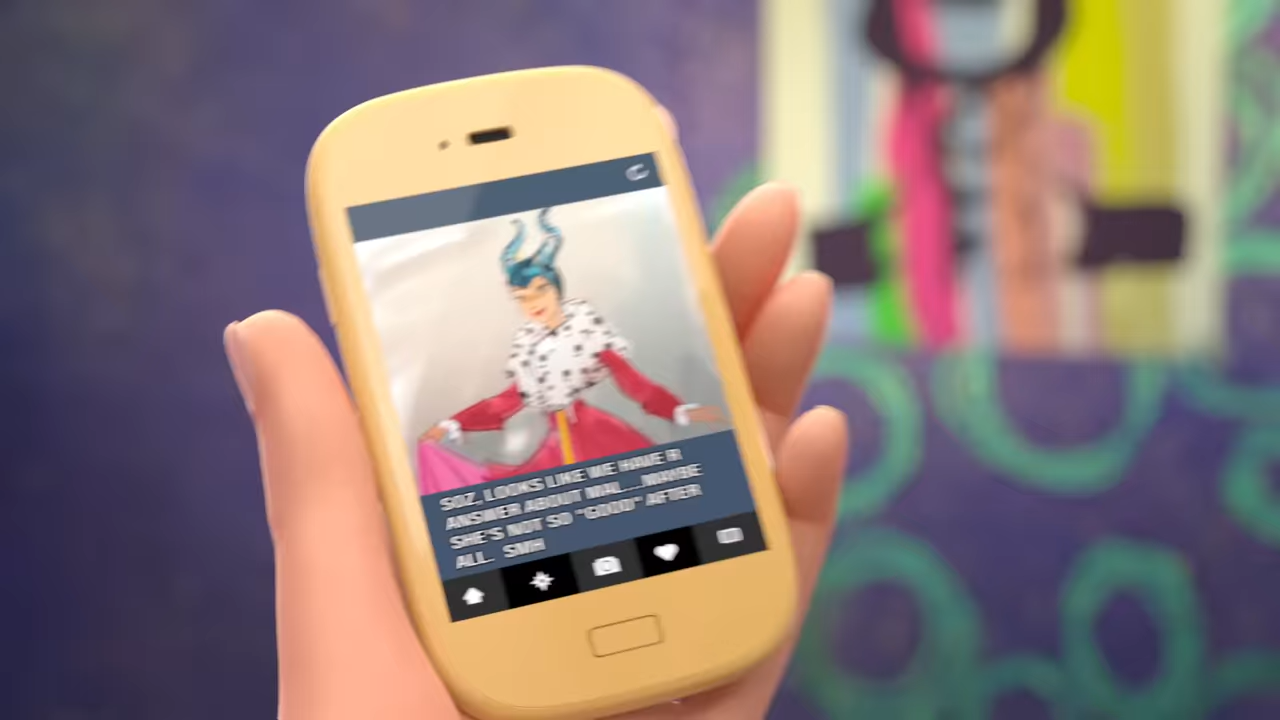 SOZ, LOOKS LIKE WE HAVE R
ANSWER ABOUT MAL....MAYBE
SHE'S NOT SO "GOOD" AFTER
ALL. SMH